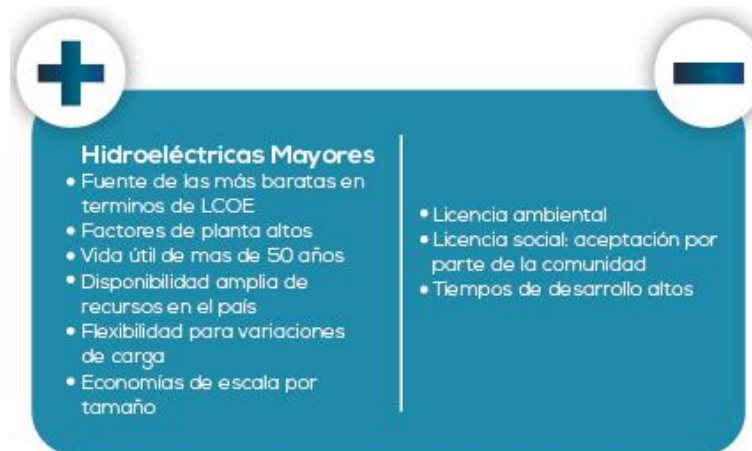 Hidroeléctricas Mayores
• Fuente de las más baratas en
terminos de LCOE
• Factores de planta altos
• Vida útil de mas de 50 años
• Disponibilidad amplia de
recursos en el país
• Flexibilidad para variaciones
de carga
• Economías de escala por
tamaño
• Licencia ambiental
• Licencia social: aceptación por
parte de la comunidad
• Tiempos de desarrollo altos